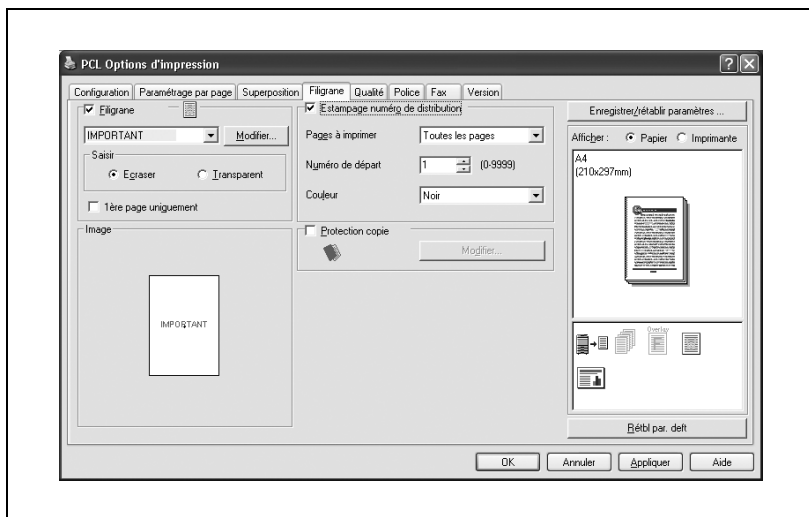 PCL Options d'impression
Configuration
Paramétrage par page
Superposition
Filigrane
Qualité
Police
Fax
Version
Filigrane
IMPORTANT
Modifier...
Saisir
Ecraser
Transparent
1ère page uniquement
Image
IMPORTANT
Estampage numéro de distribution
Pages à imprimer
Toutes les pages
Numéro de départ
1
(0-9999)
Couleur
Noir
Protection copie
Modifier...
Enregistrer/rétablir paramètres ...
Afficher :
Papier
Imprimante
A4
(210x297mm)
Overlay
Rétbl par. deft
OK
Annuler
Appliquer
Aide